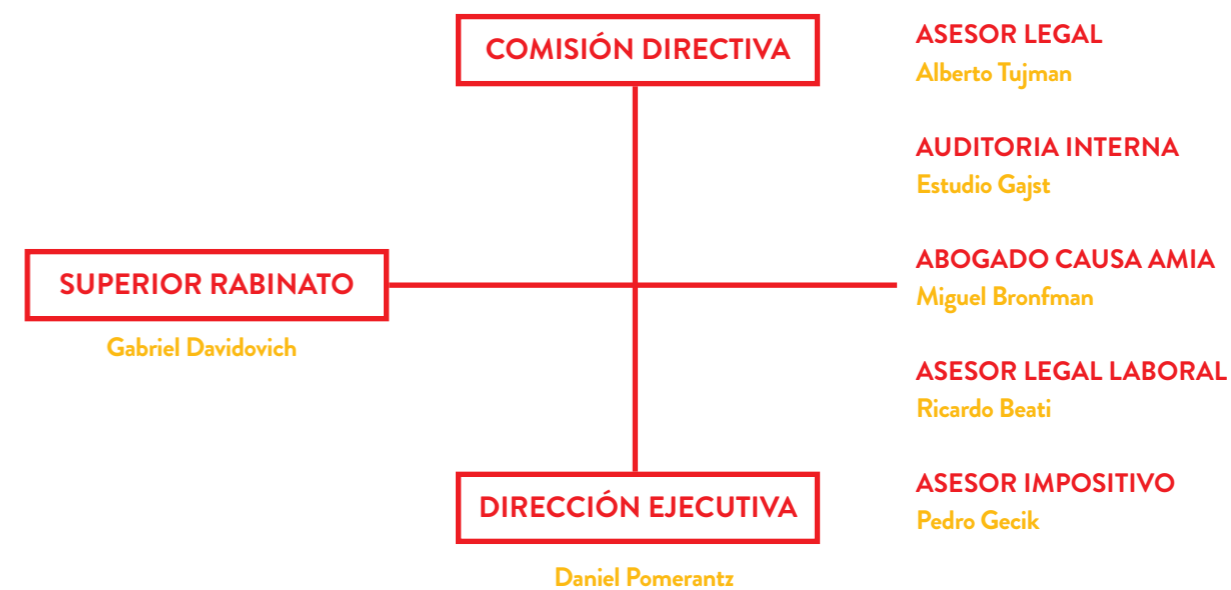 COMISIÓN DIRECTIVA
SUPERIOR RABINATO
Gabriel Davidovich
DIRECCIÓN EJECUTIVA
Daniel Pomerantz
ASESOR LEGAL
Alberto Tujman
AUDITORIA INTERNA
Estudio Gajst
ABOGADO CAUSA AMIA
Miguel Bronfman
ASESOR LEGAL LABORAL
Ricardo Beati
ASESOR IMPOSITIVO
Pedro Gecik